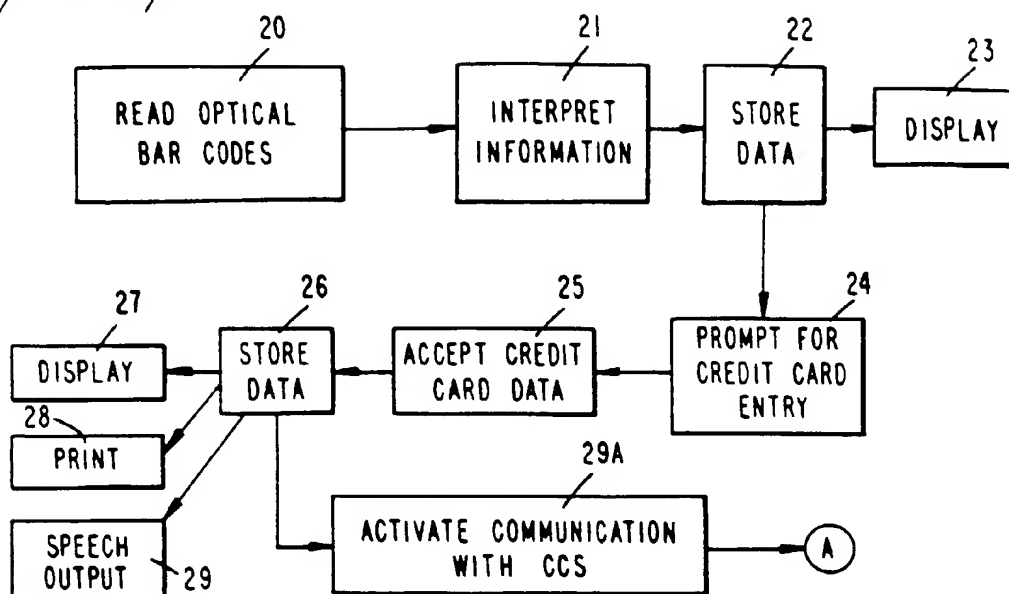 20
21
22
23
READ OPTICAL
BAR CODES
INTERPRET
INFORMATION
STORE
DATA
DISPLAY
27
26
25
24
DISPLAY
STORE
DATA
ACCEPT CREDIT
CARD DATA
PROMPT FOR
CREDIT CARD
ENTRY
28
PRINT
29A
SPEECH
OUTPUT
29
ACTIVATE COMMUNICATION
WITH CCS
A